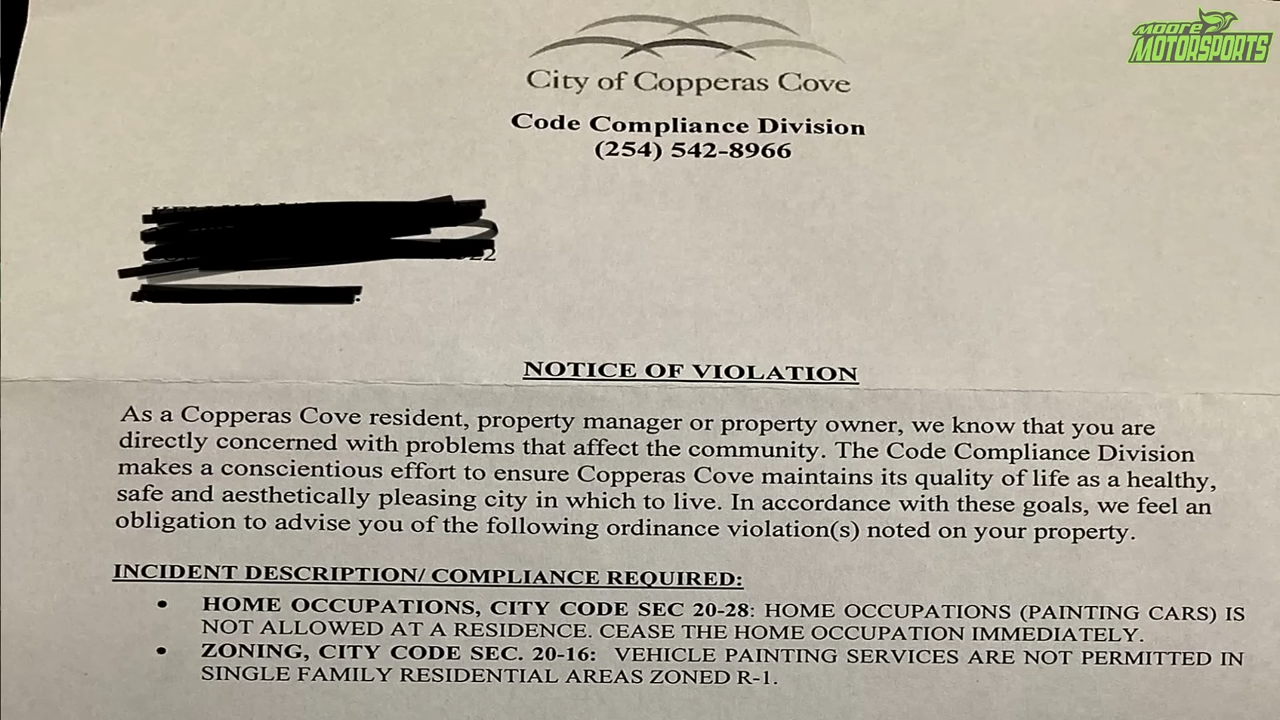 Moore
MOTORSPORTS
City of Copperas Cove
Code Compliance Division
(254) 542-8966
NOTICE OF VIOLATION
As a Copperas Cove resident, property manager or property owner, we know that you are
directly concerned with problems that affect the community. The Code Compliance Division
makes a conscientious effort to ensure Copperas Cove maintains its quality of life as a healthy,
safe and aesthetically pleasing city in which to live. In accordance with these goals, we feel an
obligation to advise you of the following ordinance violation(s) noted on your property.
INCIDENT DESCRIPTION/ COMPLIANCE REQUIRED:
• HOME OCCUPATIONS, CITY CODE SEC 20-28: HOME OCCUPATIONS (PAINTING CARS) IS
NOT ALLOWED AT A RESIDENCE. CEASE THE HOME OCCUPATION IMMEDIATELY.
• ZONING, CITY CODE SEC. 20-16: VEHICLE PAINTING SERVICES ARE NOT PERMITTED IN
SINGLE FAMILY RESIDENTIAL AREAS ZONED R-1.